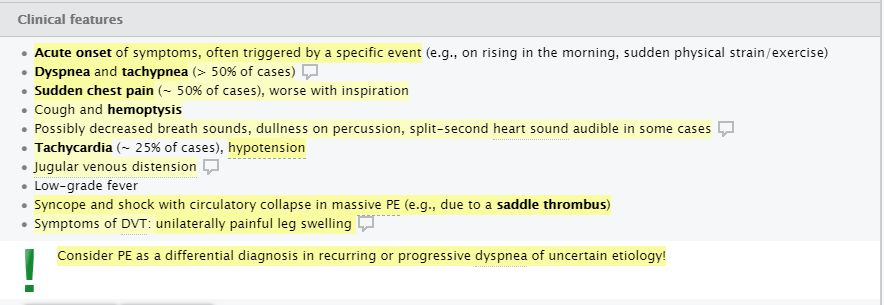 Clinical features
Acute onset of symptoms, often triggered by a specific event (e.g., on rising in the morning, sudden physical strain/exercise)
Dyspnea and tachypnea (> 50% of cases)
Sudden chest pain (~ 50% of cases), worse with inspiration
Cough and hemoptysis
Possibly decreased breath sounds, dullness on percussion, split-second heart sound audible in some cases
Tachycardia (~ 25% of cases), hypotension
Jugular venous distension
Low-grade fever
Syncope and shock with circulatory collapse in massive PE (e.g., due to a saddle thrombus)
Symptoms of DVT: unilaterally painful leg swelling
! Consider PE as a differential diagnosis in recurring or progressive dyspnea of uncertain etiology!